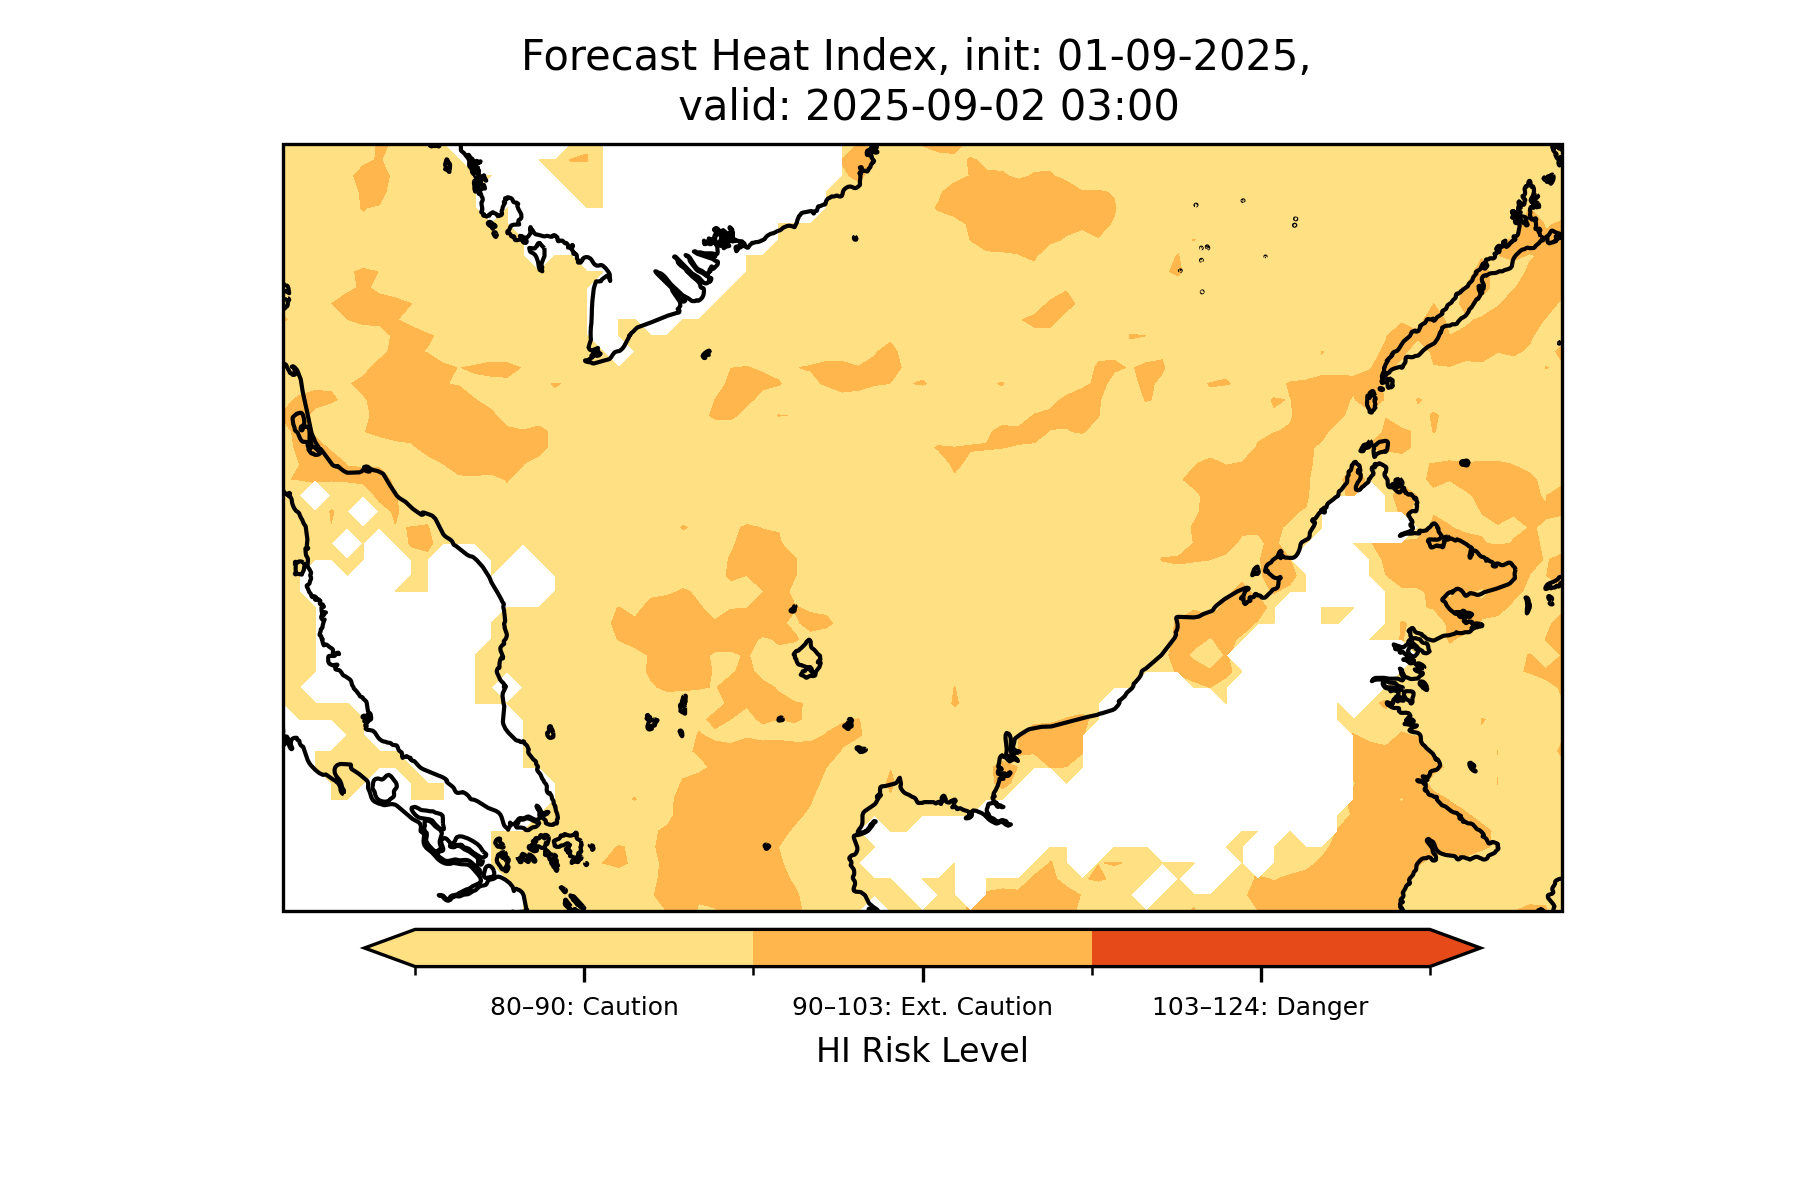 Forecast Heat Index, init: 01-09-2025,
valid: 2025-09-02 03:00
80–90: Caution
90–103: Ext. Caution
103–124: Danger
HI Risk Level